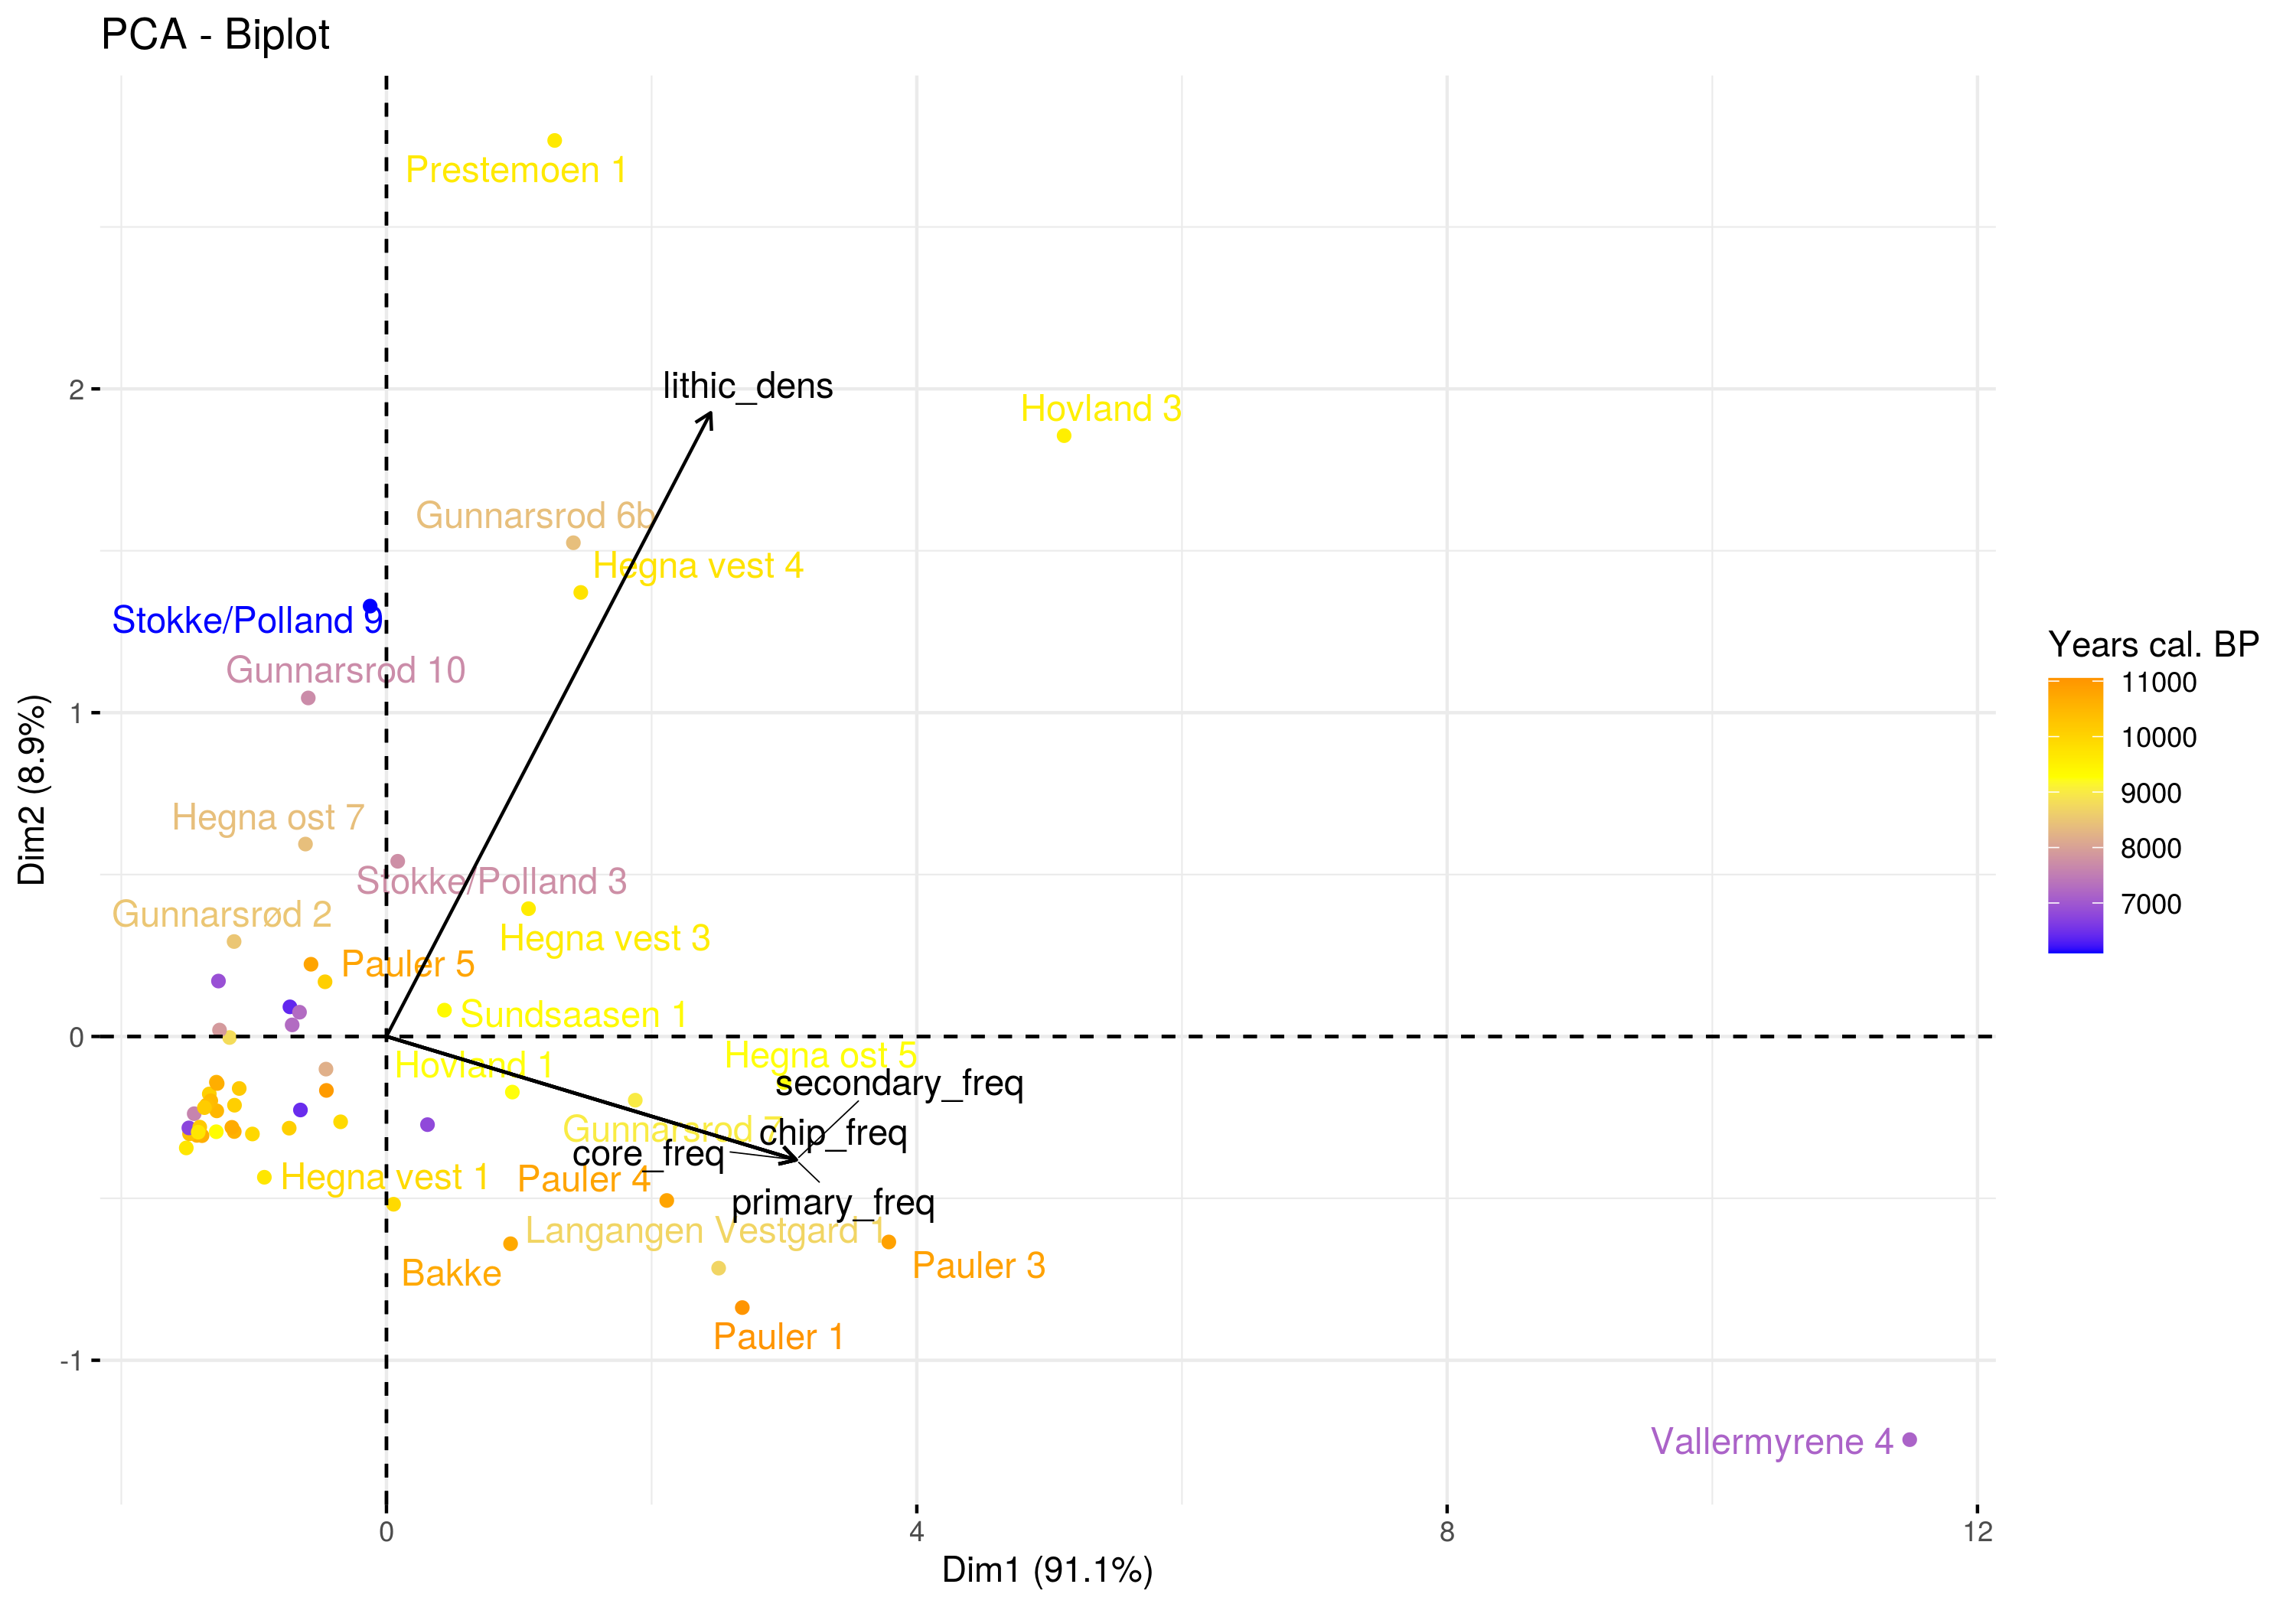 PCA - Biplot
Prestemoen 1
lithic_dens
Hovland 3
Gunnarsrod 6b
Hegna vest 4
Stokke/Polland 9
Gunnarsrod 10
Hegna ost 7
Stokke/Polland 3
Gunnarsrød 2
Hegna vest 3
Pauler 5
Sundsaasen 1
Hovland 1
Hegna ost 5
secondary_freq
Gunnarsrod 7
chip_freq
core_freq
Pauler 4
Hegna vest 1
primary_freq
Langangen Vestgard 1
Bakke
Pauler 3
Pauler 1
Vallermyrene 4
2
1
0
-1
Dim2 (8.9%)
0
4
8
12
Dim1 (91.1%)
Years cal. BP
11000
10000
9000
8000
7000